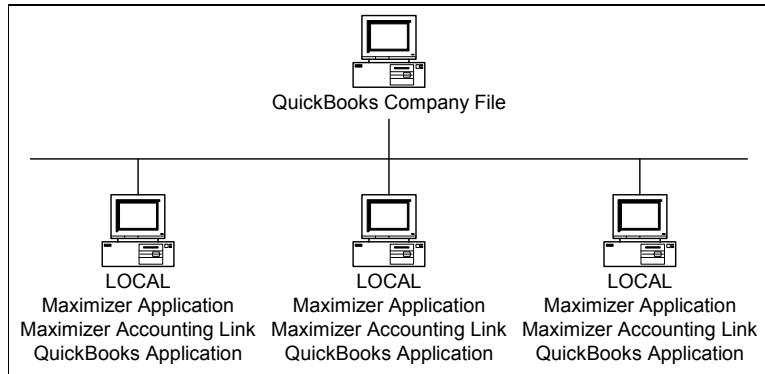 QuickBooks Company File
LOCAL
Maximizer Application
Maximizer Accounting Link
QuickBooks Application
LOCAL
Maximizer Application
Maximizer Accounting Link
QuickBooks Application
LOCAL
Maximizer Application
Maximizer Accounting Link
QuickBooks Application